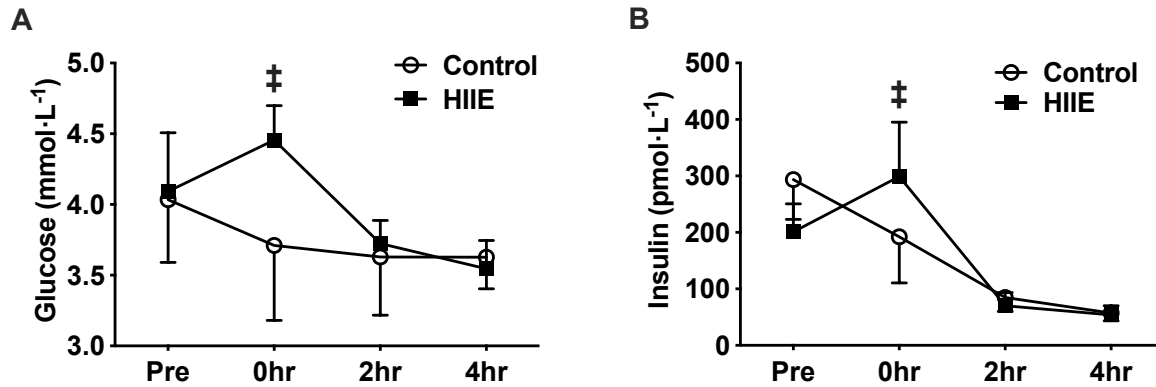 A
Glucose (mmol·L-1)
5.0
4.5
4.0
3.5
3.0
‡
Control
HIIE
Pre 0hr 2hr 4hr
B
Insulin (pmol·L-1)
500
400
300
200
100
0
‡
Control
HIIE
Pre 0hr 2hr 4hr